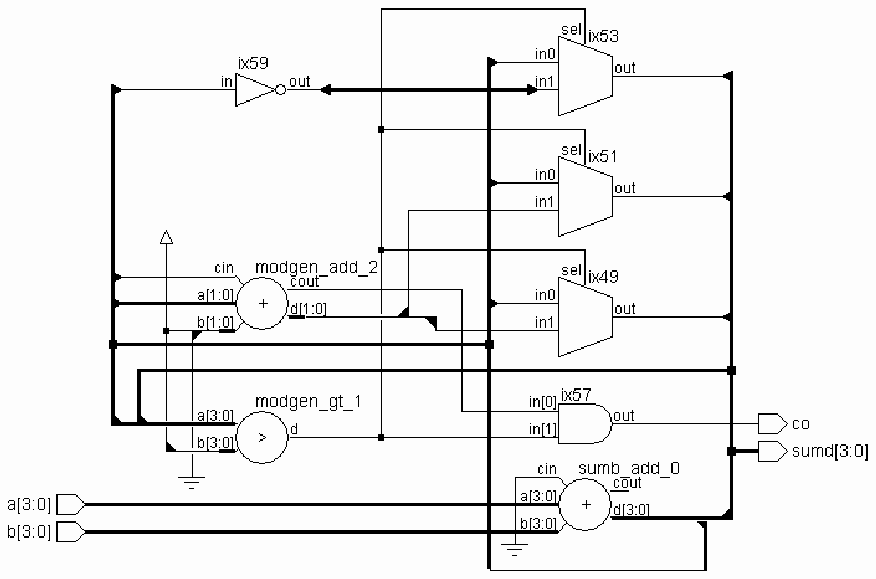 sel ix53
in0
out
in1
ix59
in out
sel ix51
in0
out
in1
sel ix49
in0
out
in1
modgen_add_2
cin
cout
a[1:0]
+
d[1:0]
b[1:0]
modgen_gt_1
a[3:0]
>
d
b[3:0]
ix57
in[0]
out
in[1]
co
sumd[3:0]
sumb_add_0
cin
cout
a[3:0]
+
d[3:0]
b[3:0]
a[3:0]
b[3:0]